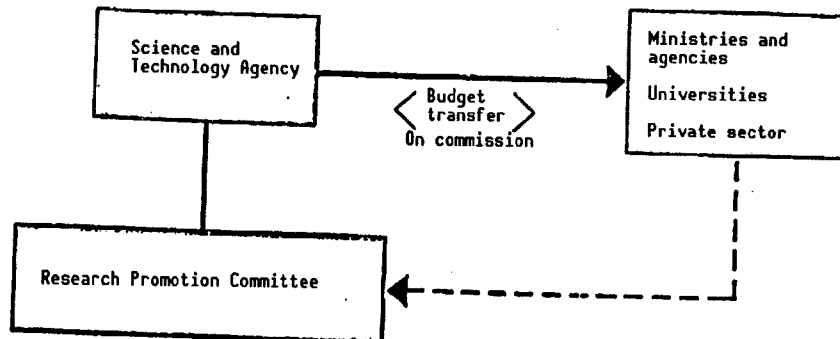 Science and
Technology Agency
Budget
transfer
On commission
Ministries and
agencies
Universities
Private sector
Research Promotion Committee